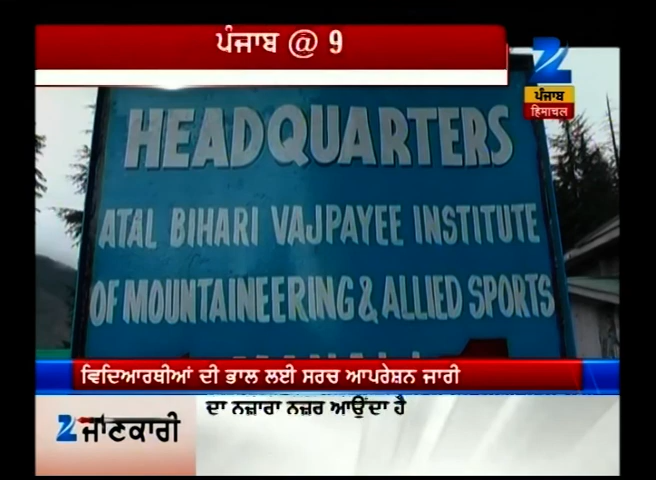 ਪੰਜਾਬ @ 9
ਪੰਜਾਬ
ਹਿਮਾਚਲ
HEADQUARTERS
ATAL BIHARI VAJPAYEE INSTITUTE
OF MOUNTAINEERING & ALLIED SPORTS
ਵਿਦਿਆਰਥੀਆਂ ਦੀ ਭਾਲ ਲਈ ਸਰਚ ਆਪਰੇਸ਼ਨ ਜਾਰੀ
ਜਾਣਕਾਰੀ
ਦਾ ਨਜ਼ਾਰਾ ਨਜ਼ਰ ਆਉਂਦਾ ਹੈ